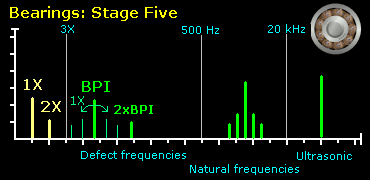 Bearings: Stage Five
3X
500 Hz
20 kHz
1X
2X
1X
BPI
2xBPI
Defect frequencies
Ultrasonic
Natural frequencies